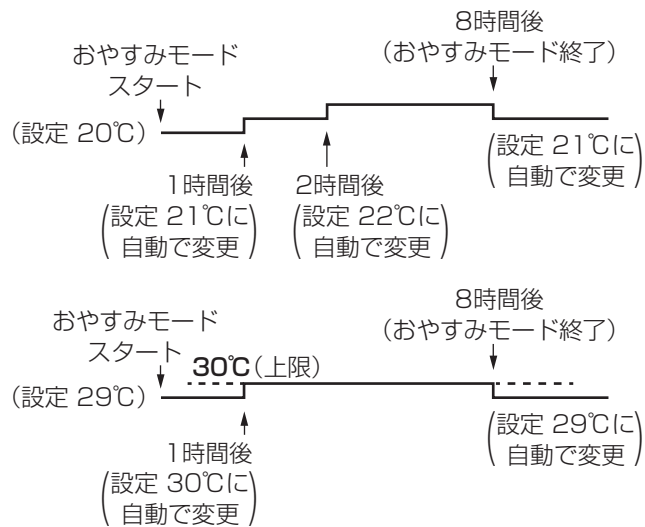 8時間後
(おやすみモード終了)
おやすみモード
スタート
(設定 20℃)
(設定 21℃に
自動で変更)
1時間後
(設定 21℃に
自動で変更)
2時間後
(設定 22℃に
自動で変更)
8時間後
(おやすみモード終了)
おやすみモード
スタート
30℃(上限)
(設定 29℃)
(設定 29℃に
自動で変更)
1時間後
(設定 30℃に
自動で変更)